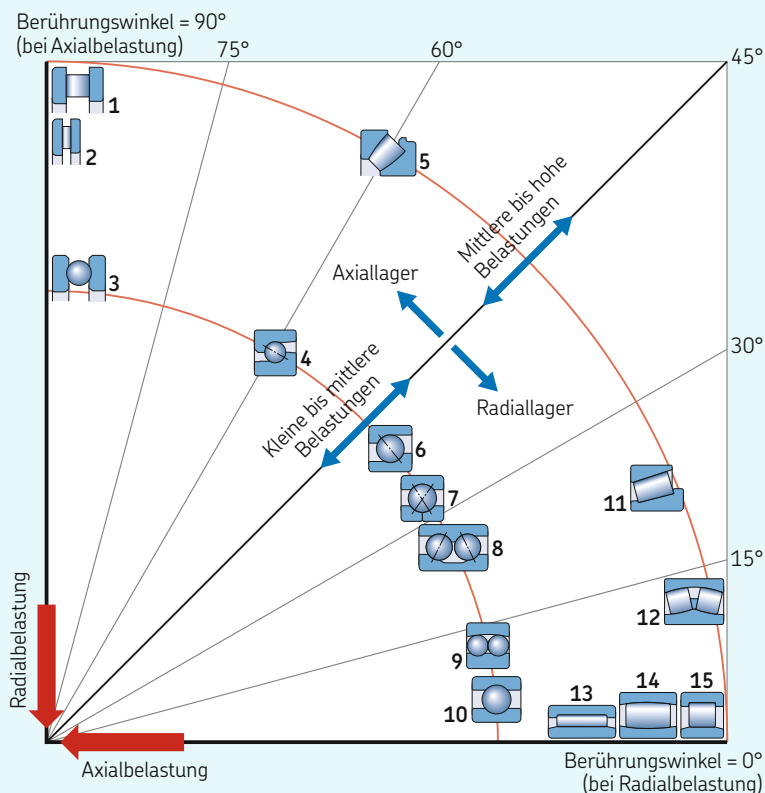 Berührungswinkel = 90°
(bei Axialbelastung)
75°
60°
45°
1
2
5
Mittlere bis hohe
Belastungen
3
Axiallager
4
30°
Kleine bis mittlere
Belastungen
Radiallager
6
7
11
8
15°
12
Radialbelastung
9
10
13
14
15
Axialbelastung
Berührungswinkel = 0°
(bei Radialbelastung)